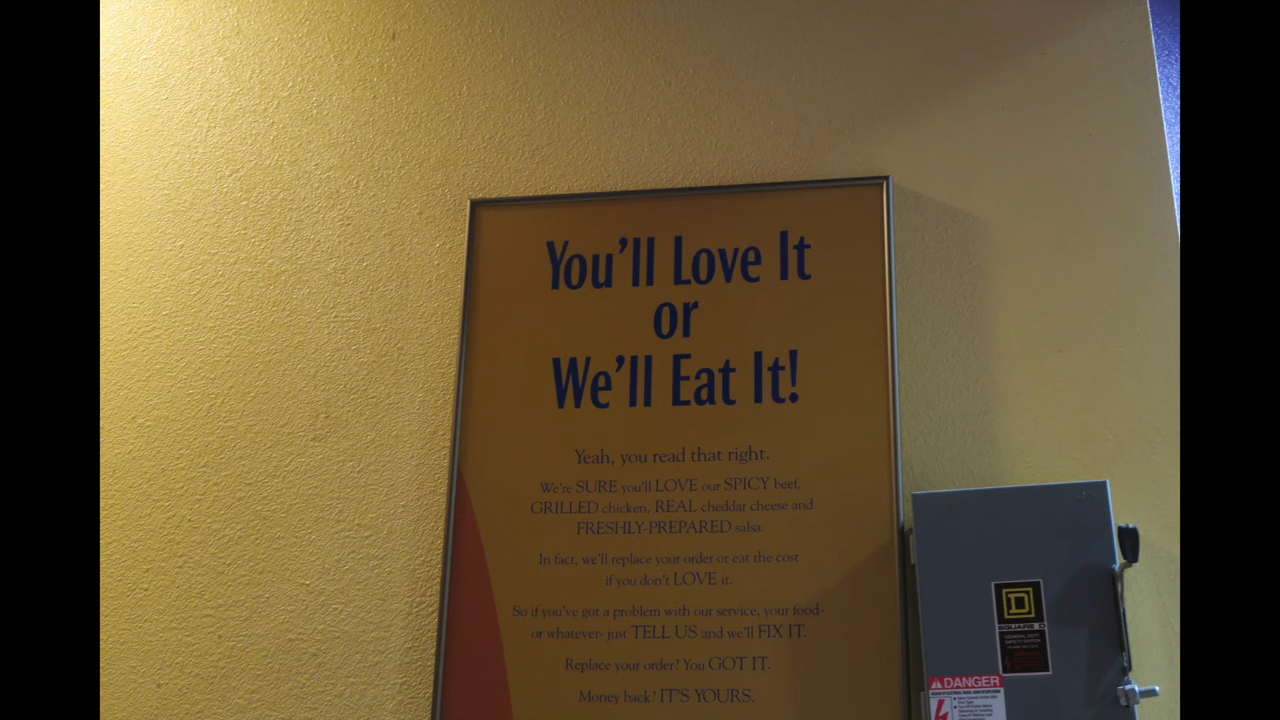 You'll Love It
or
We'll Eat It!
Yeah, you read that right.
We're SURE you'll LOVE our SPICY beef,
GRILLED chicken, REAL cheddar cheese and
FRESHLY-PREPARED salsa.
In fact, we'll replace your order or eat the cost
if you don't LOVE it.
So if you've got a problem with our service, your food-
or whatever- just TELL US and we'll FIX IT.
Replace your order? You GOT IT.
Money back? IT'S YOURS.
D
SQUARE D
GENERAL DUTY
SAFETY SWITCH
DANGER